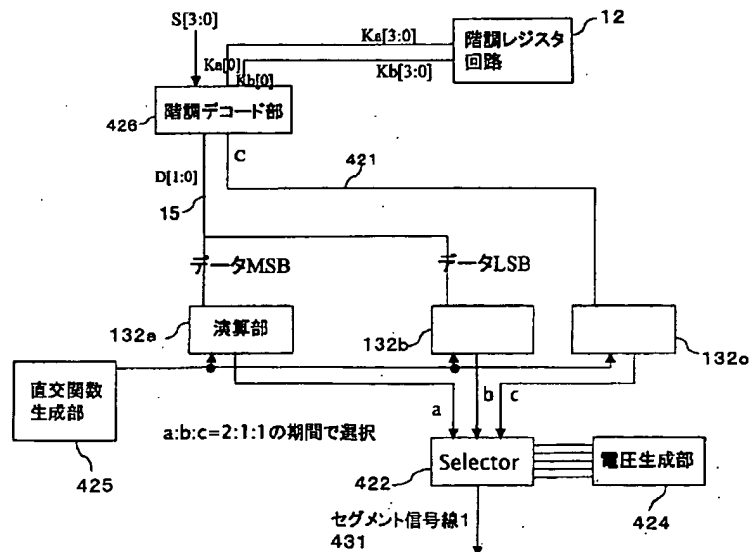 S[3:0]
Ka[3:0]
階調レジスタ
回路
12
Ka[0]
Kb[0]
Kb[3:0]
階調デコード部
426
C
421
D[1:0]
15
データMSB
データLSB
132a
演算部
132b
132c
直交関数
生成部
425
a:b:c=2:1:1の期間で選択
a
b
c
422
Selector
電圧生成部
424
セグメント信号線1
431